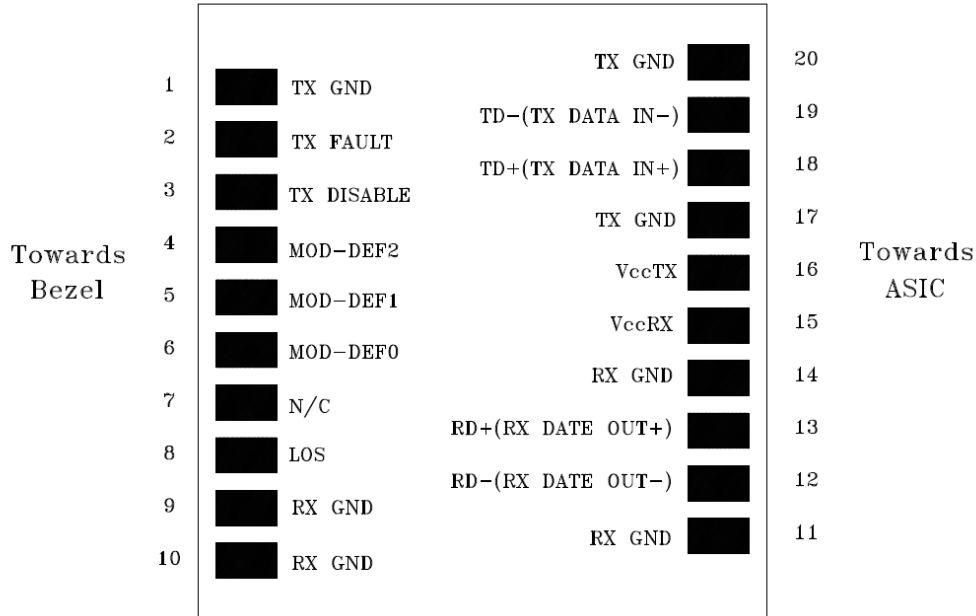 1 TX GND
2 TX FAULT
3 TX DISABLE
4 MOD-DEF2
5 MOD-DEF1
6 MOD-DEF0
7 N/C
8 LOS
9 RX GND
10 RX GND
Towards
Bezel
TX GND 20
TD-(TX DATA IN-) 19
TD+(TX DATA IN+) 18
TX GND 17
VccTX 16
VccRX 15
RX GND 14
RD+(RX DATE OUT+) 13
RD-(RX DATE OUT-) 12
RX GND 11
Towards
ASIC